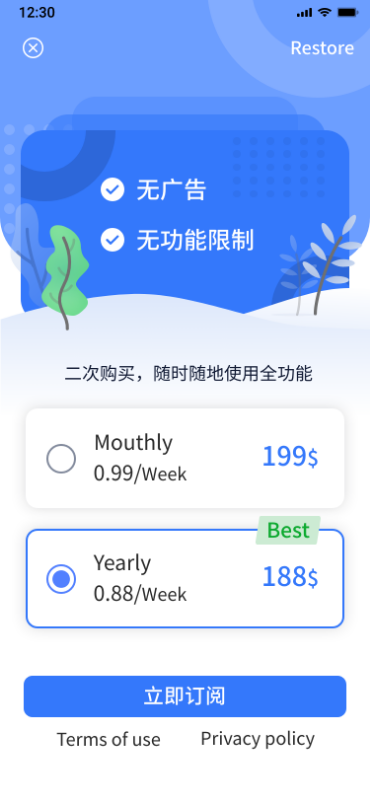 12:30
Restore
无广告
无功能限制
二次购买，随时随地使用全功能
Mouthly
0.99/Week
199$
Best
Yearly
0.88/Week
188$
立即订阅
Terms of use
Privacy policy